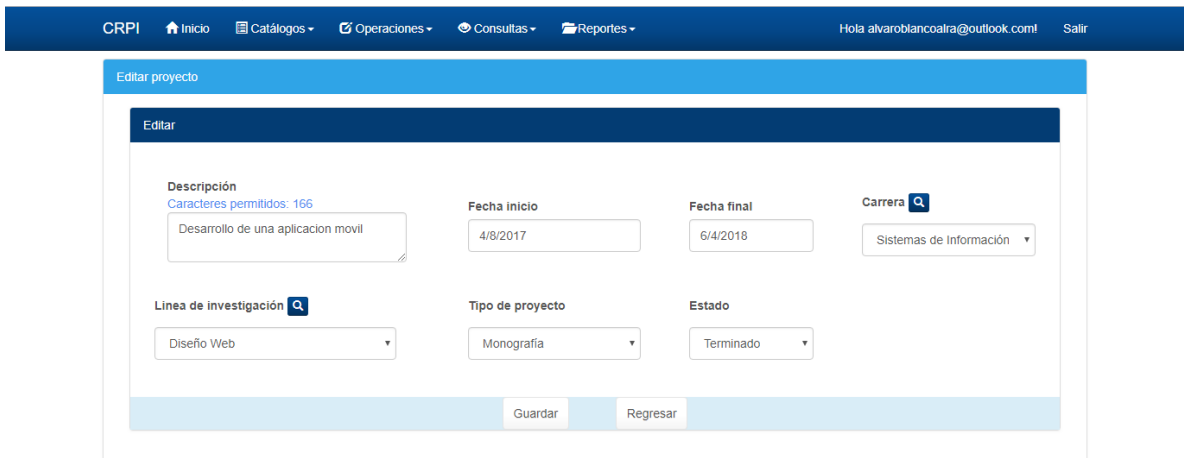 CRPI Inicio Catálogos Operaciones Consultas Reportes Hola alvaroblancoalra@outlook.com! Salir
Editar proyecto
Editar
Descripción
Caracteres permitidos: 166
Desarrollo de una aplicacion movil
Fecha inicio
4/8/2017
Fecha final
6/4/2018
Carrera
Sistemas de Información
Linea de investigación
Diseño Web
Tipo de proyecto
Monografía
Estado
Terminado
Guardar Regresar